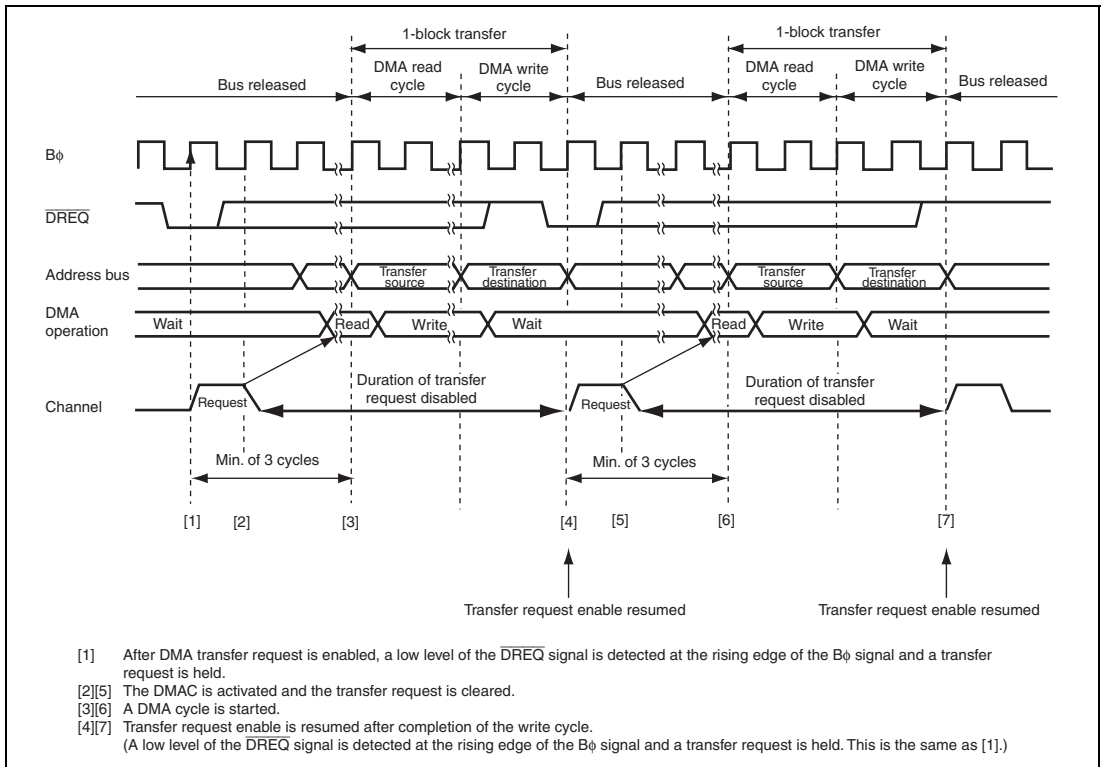 1-block transfer 1-block transfer
Bus released DMA read cycle DMA write cycle Bus released DMA read cycle DMA write cycle Bus released
Bφ
DREQ
Address bus Transfer source Transfer destination Transfer source Transfer destination
DMA operation Wait Read Write Wait Read Write Wait
Channel Request Duration of transfer request disabled Request Duration of transfer request disabled
Min. of 3 cycles Min. of 3 cycles
[1] [2] [3] [4] [5] [6] [7]
Transfer request enable resumed Transfer request enable resumed
[1] After DMA transfer request is enabled, a low level of the DREQ signal is detected at the rising edge of the Bφ signal and a transfer
request is held.
[2][5] The DMAC is activated and the transfer request is cleared.
[3][6] A DMA cycle is started.
[4][7] Transfer request enable is resumed after completion of the write cycle.
(A low level of the DREQ signal is detected at the rising edge of the Bφ signal and a transfer request is held. This is the same as [1].)